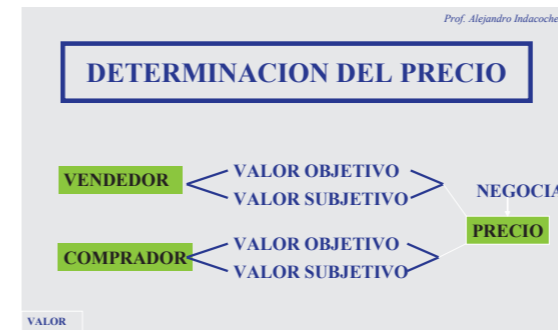 Prof. Alejandro Indacoche
DETERMINACION DEL PRECIO
VENDEDOR
VALOR OBJETIVO
VALOR SUBJETIVO
NEGOCIA
PRECIO
COMPRADOR
VALOR OBJETIVO
VALOR SUBJETIVO
VALOR